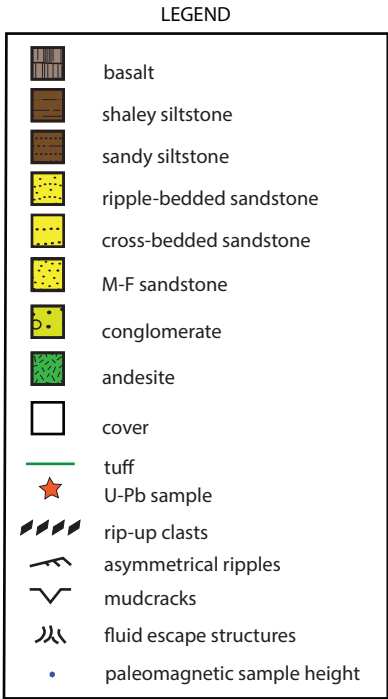 LEGEND
basalt
shaley siltstone
sandy siltstone
ripple-bedded sandstone
cross-bedded sandstone
M-F sandstone
conglomerate
andesite
cover
tuff
U-Pb sample
rip-up clasts
asymmetrical ripples
mudcracks
fluid escape structures
paleomagnetic sample height